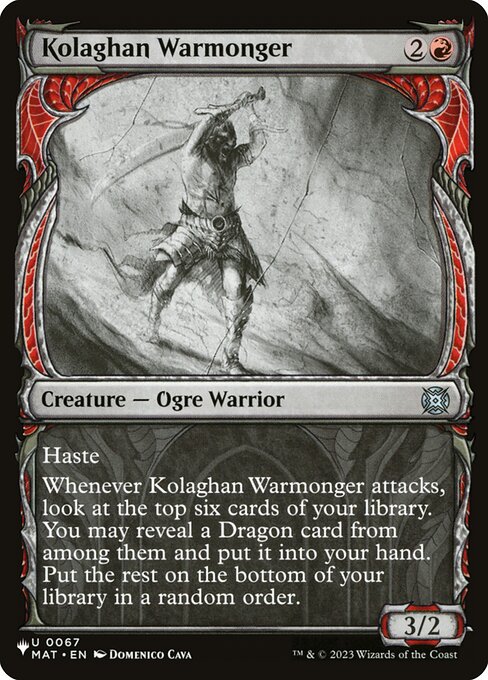 Kolaghan Warmonger 2
Creature — Ogre Warrior
Haste
Whenever Kolaghan Warmonger attacks,
look at the top six cards of your library.
You may reveal a Dragon card from
among them and put it into your hand.
Put the rest on the bottom of your
library in a random order.
3/2
U 0067
MAT • EN Domenico Cava
™ & © 2023 Wizards of the Coast